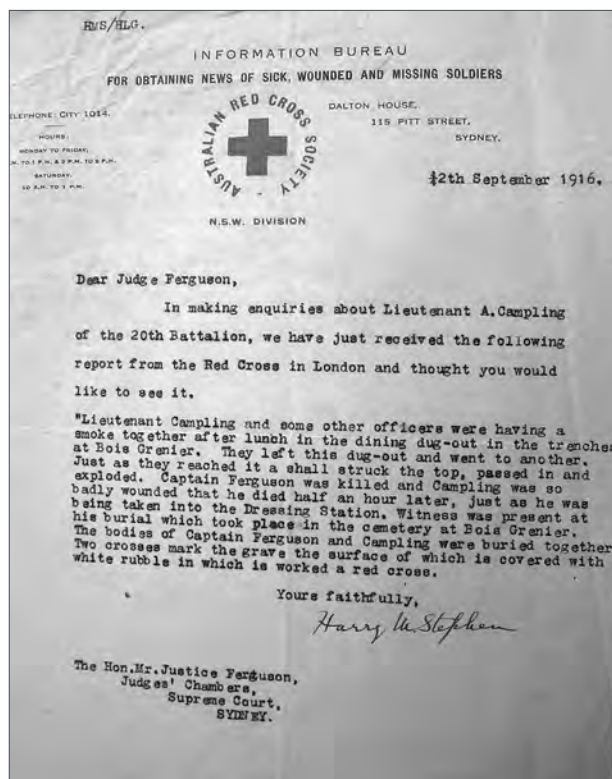 HMS/HLG.
INFORMATION BUREAU
FOR OBTAINING NEWS OF SICK, WOUNDED AND MISSING SOLDIERS
ELEPHONE: CITY 1014.
HOURS:
MONDAY TO FRIDAY,
SATURDAY,
10 A.M. TO 1 P.M.
AUSTRALIAN RED CROSS SOCIETY
N.S.W. DIVISION
DALTON HOUSE,
115 PITT STREET,
SYDNEY.
12th September 1916.
Dear Judge Ferguson,
In making enquiries about Lieutenant A.Campling
of the 20th Battalion, we have just received the following
report from the Red Cross in London and thought you would
like to see it.
"Lieutenant Campling and some other officers were having a
smoke together after lunch in the dining dug-out in the trenches
at Bois Grenier. They left this dug-out and went to another.
Just as they reached it a shall struck the top, passed in and
exploded. Captain Ferguson was killed and Campling was so
badly wounded that he died half an hour later, just as he was
being taken into the Dressing Station. Witness was present at
his burial which took place in the cemetery at Bois Grenier.
The bodies of Captain Ferguson and Campling were buried together
Two crosses mark the grave the surface of which is covered with
white rubble in which is worked a red cross.
Yours faithfully,
Harry M. Stephen
The Hon.Mr.Justice Ferguson,
Judges' Chambers,
Supreme Court,
SYDNEY.